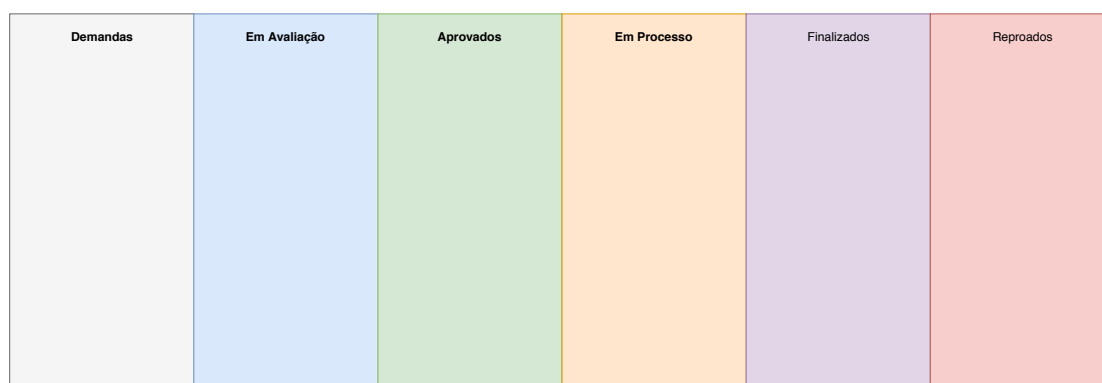 Demandas
Em Avaliação
Aprovados
Em Processo
Finalizados
Reproados